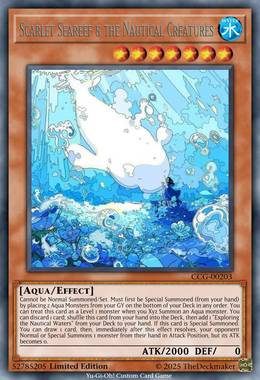 Scarlet Seareef & the Nautical Creatures
WATER
水
CCG-00203
[Aqua/Effect]
Cannot be Normal Summoned/Set. Must first be Special Summoned (from your hand)
by placing 2 Aqua Monsters from your GY on the bottom of your Deck in any order. You
can treat this card as a Level 1 monster when you Xyz Summon an Aqua monster. You
can discard 1 card; shuffle this card from your hand into the Deck, then add 1 "Exploring
the Nautical Waters" from your Deck to your hand. If this card is Special Summoned:
You can draw 1 card, then, immediately after this effect resolves, your opponent
Normal or Special Summons 1 monster from their hand in Attack Position, but its ATK
becomes 0.
ATK/2000 DEF/ 0
52785205 Limited Edition
© 2025 TheDeckmaker
Yu-Gi-Oh! Custom Card Game